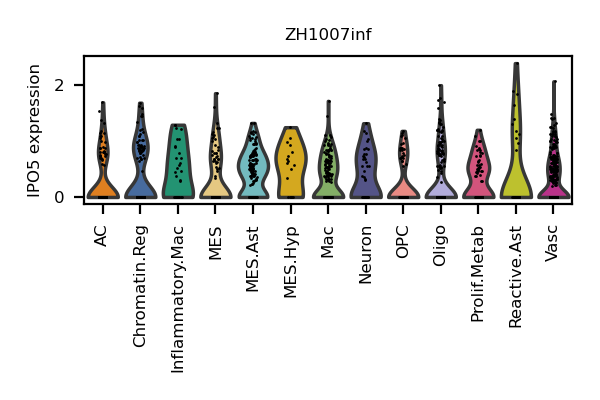 ZH1007inf
IPO5 expression
2
0
AC
Chromatin.Reg
Inflammatory.Mac
MES
MES.Ast
MES.Hyp
Mac
Neuron
OPC
Oligo
Prolif.Metab
Reactive.Ast
Vasc